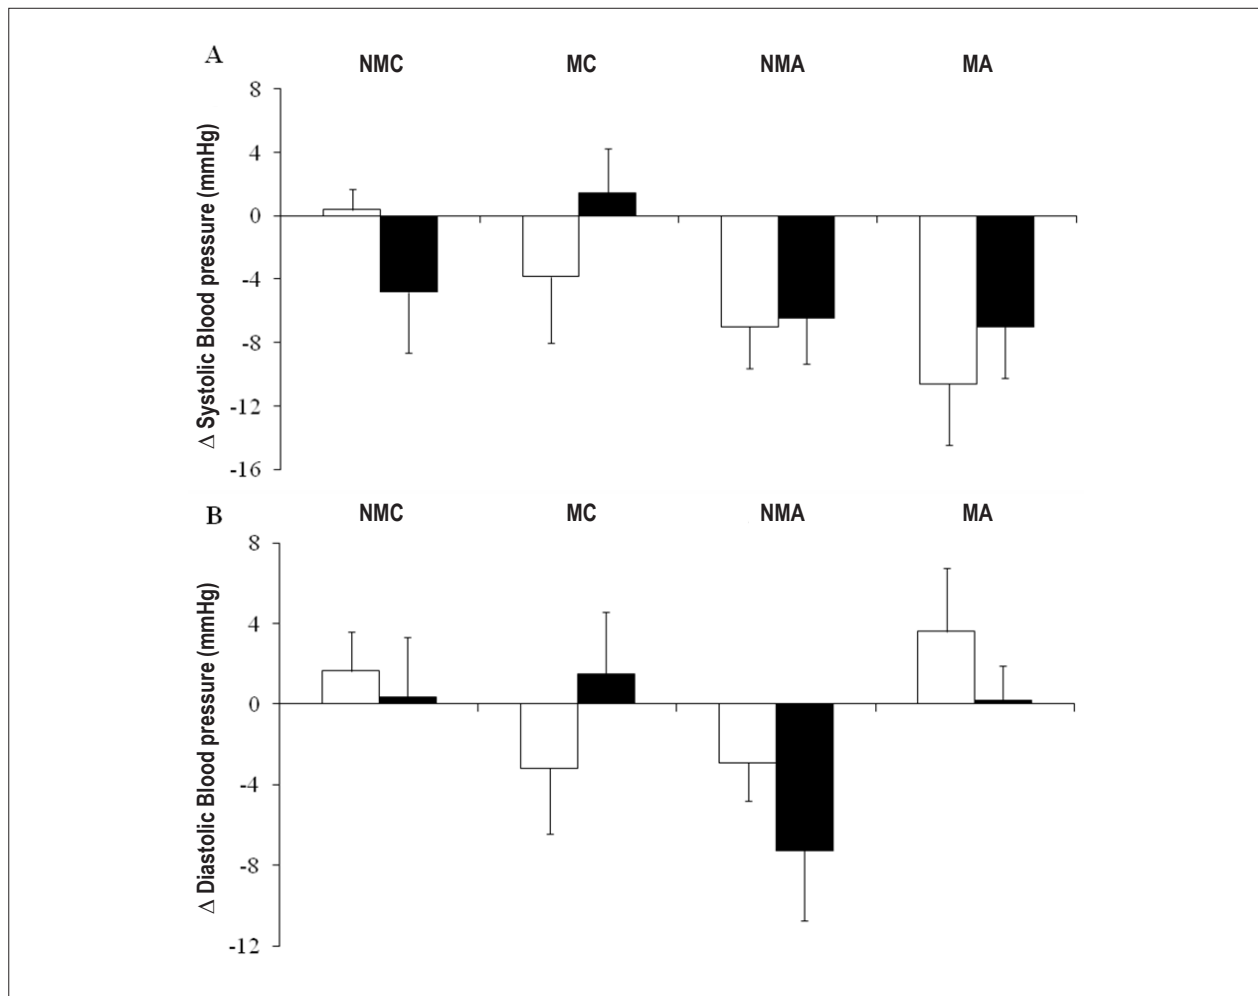 A
NMC MC NMA MA
8
4
0
-4
-8
-12
-16
Δ Systolic Blood pressure (mmHg)
B
NMC MC NMA MA
8
4
0
-4
-8
-12
Δ Diastolic Blood pressure (mmHg)